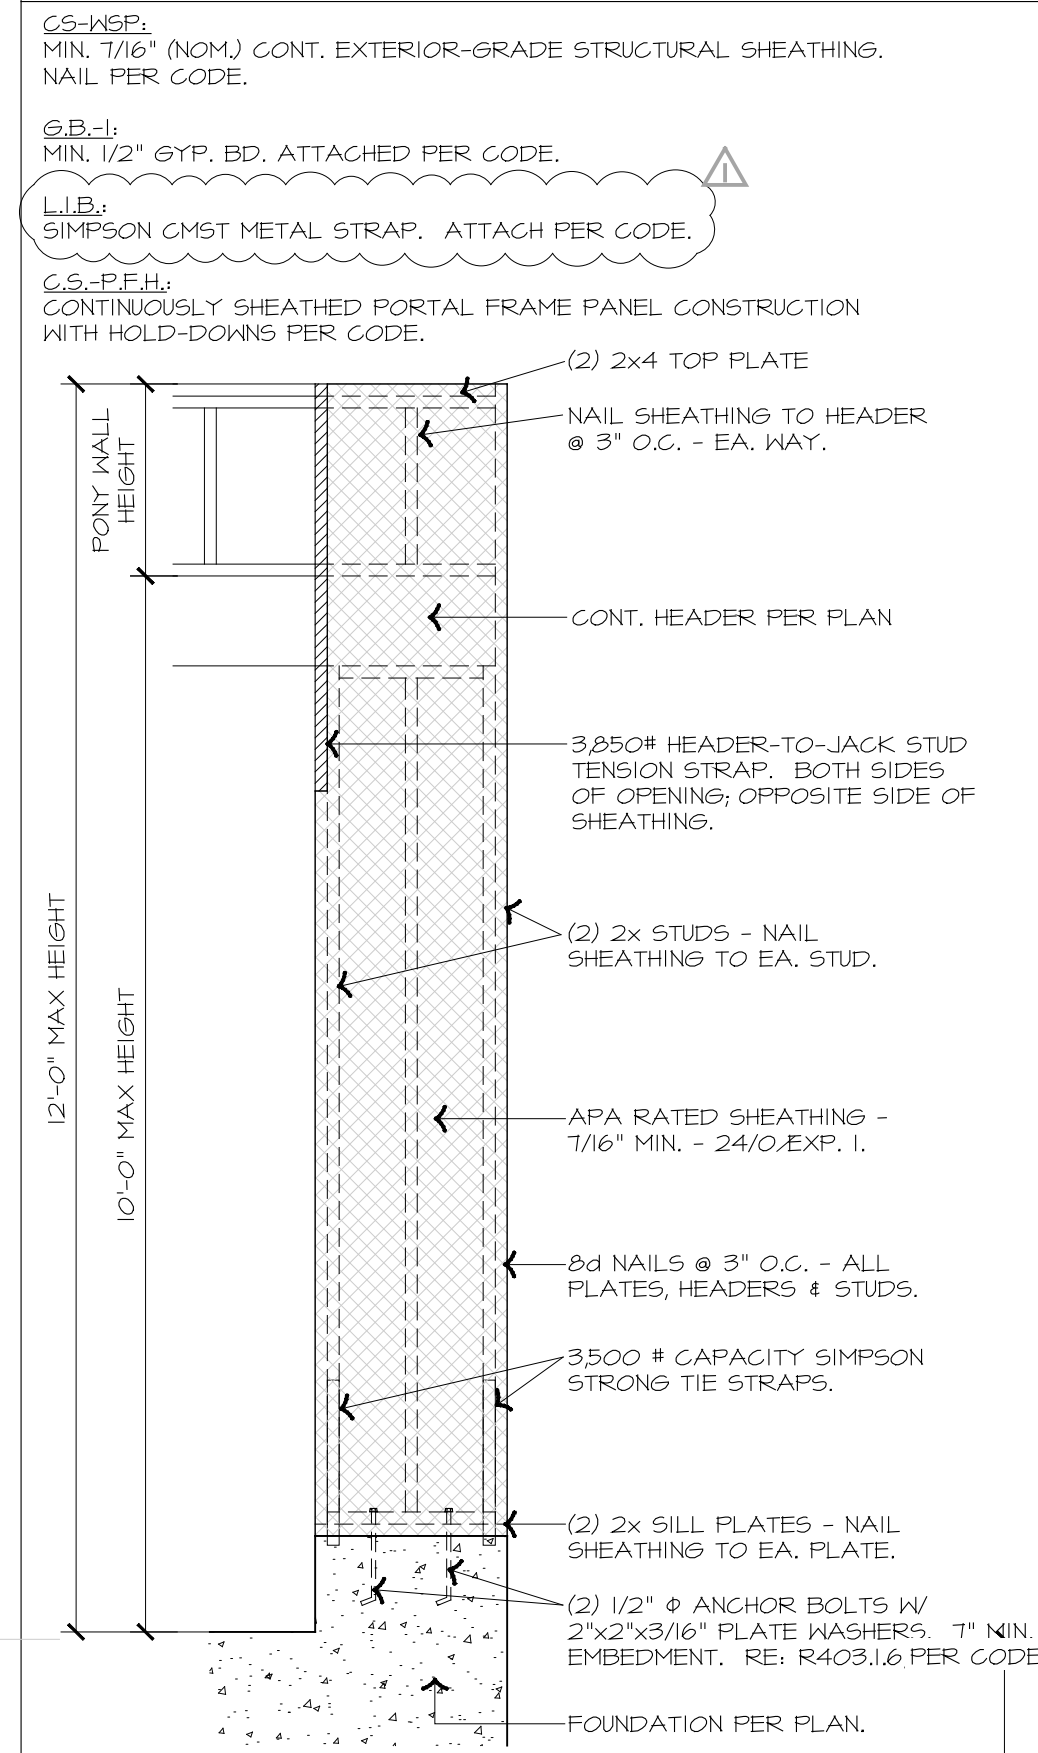 CS-WSP:
MIN. 7/16" (NOM.) CONT. EXTERIOR-GRADE STRUCTURAL SHEATHING.
NAIL PER CODE.
G.B.-1:
MIN. 1/2" GYP. BD. ATTACHED PER CODE.
1
L.I.B.:
SIMPSON CMST METAL STRAP. ATTACH PER CODE.
C.S.-P.F.H.:
CONTINUOUSLY SHEATHED PORTAL FRAME PANEL CONSTRUCTION
WITH HOLD-DOWNS PER CODE.
(2) 2x4 TOP PLATE
NAIL SHEATHING TO HEADER
@ 3" O.C. - EA. WAY.
PONY WALL
HEIGHT
CONT. HEADER PER PLAN
3,850# HEADER-TO-JACK STUD
TENSION STRAP. BOTH SIDES
OF OPENING; OPPOSITE SIDE OF
SHEATHING.
(2) 2x STUDS - NAIL
SHEATHING TO EA. STUD.
12'-0" MAX HEIGHT
10'-0" MAX HEIGHT
APA RATED SHEATHING -
7/16" MIN. - 24/0/EXP. 1.
8d NAILS @ 3" O.C. - ALL
PLATES, HEADERS & STUDS.
3,500 # CAPACITY SIMPSON
STRONG TIE STRAPS.
(2) 2x SILL PLATES - NAIL
SHEATHING TO EA. PLATE.
(2) 1/2" Φ ANCHOR BOLTS W/
2"x2"x3/16" PLATE WASHERS. 7" MIN.
EMBEDMENT. RE: R403.1.6 PER CODE
FOUNDATION PER PLAN.